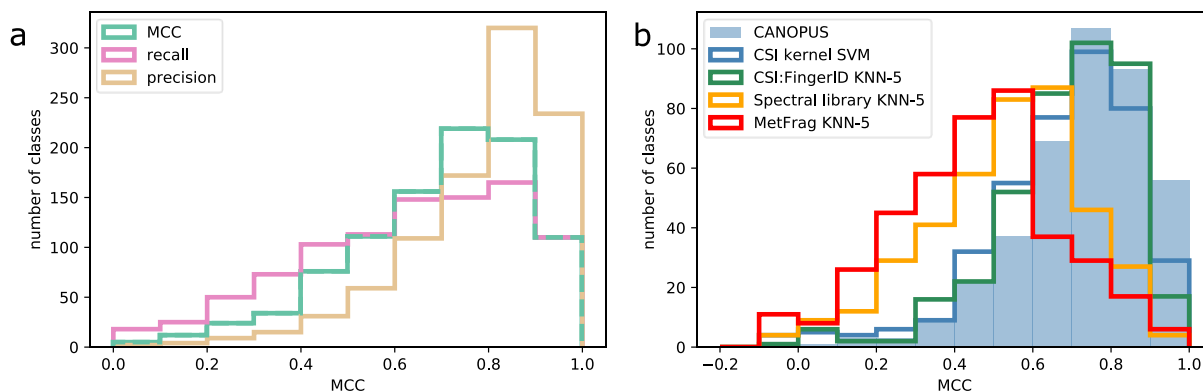 a
MCC
recall
precision
number of classes
300
250
200
150
100
50
0
0.0 0.2 0.4 0.6 0.8 1.0
MCC
b
CANOPUS
CSI kernel SVM
CSI:FingerID KNN-5
Spectral library KNN-5
MetFrag KNN-5
number of classes
100
80
60
40
20
0
−0.2 0.0 0.2 0.4 0.6 0.8 1.0
MCC